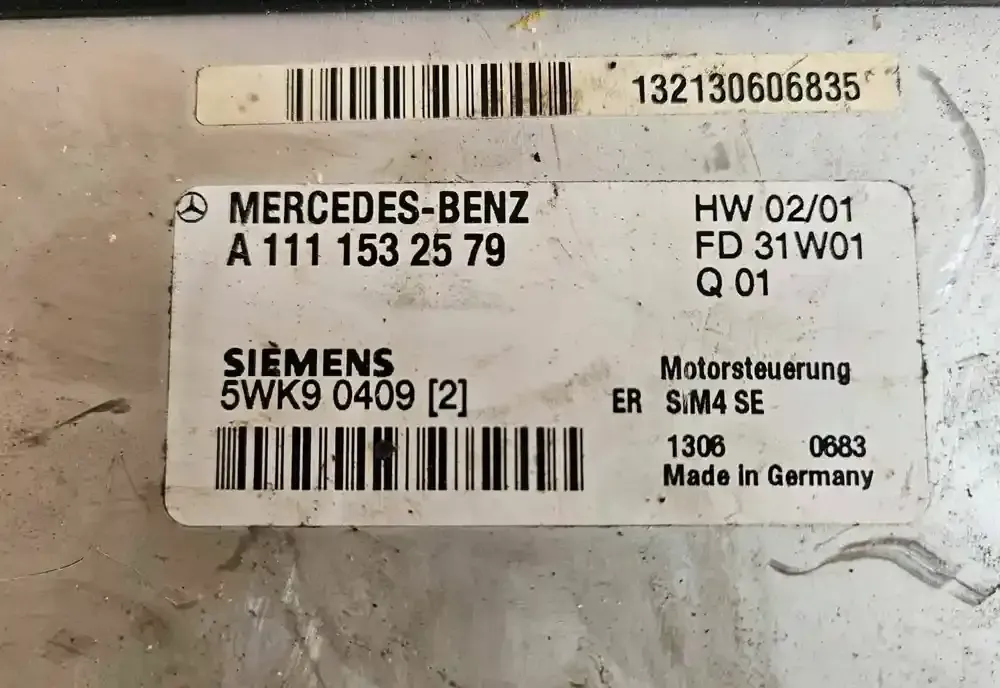 132130606835
MERCEDES-BENZ
A 111 153 25 79
HW 02/01
FD 31W01
Q 01
SIEMENS
5WK9 0409 [2]
Motorsteuerung
ER SIM4 SE
1306 0683
Made in Germany